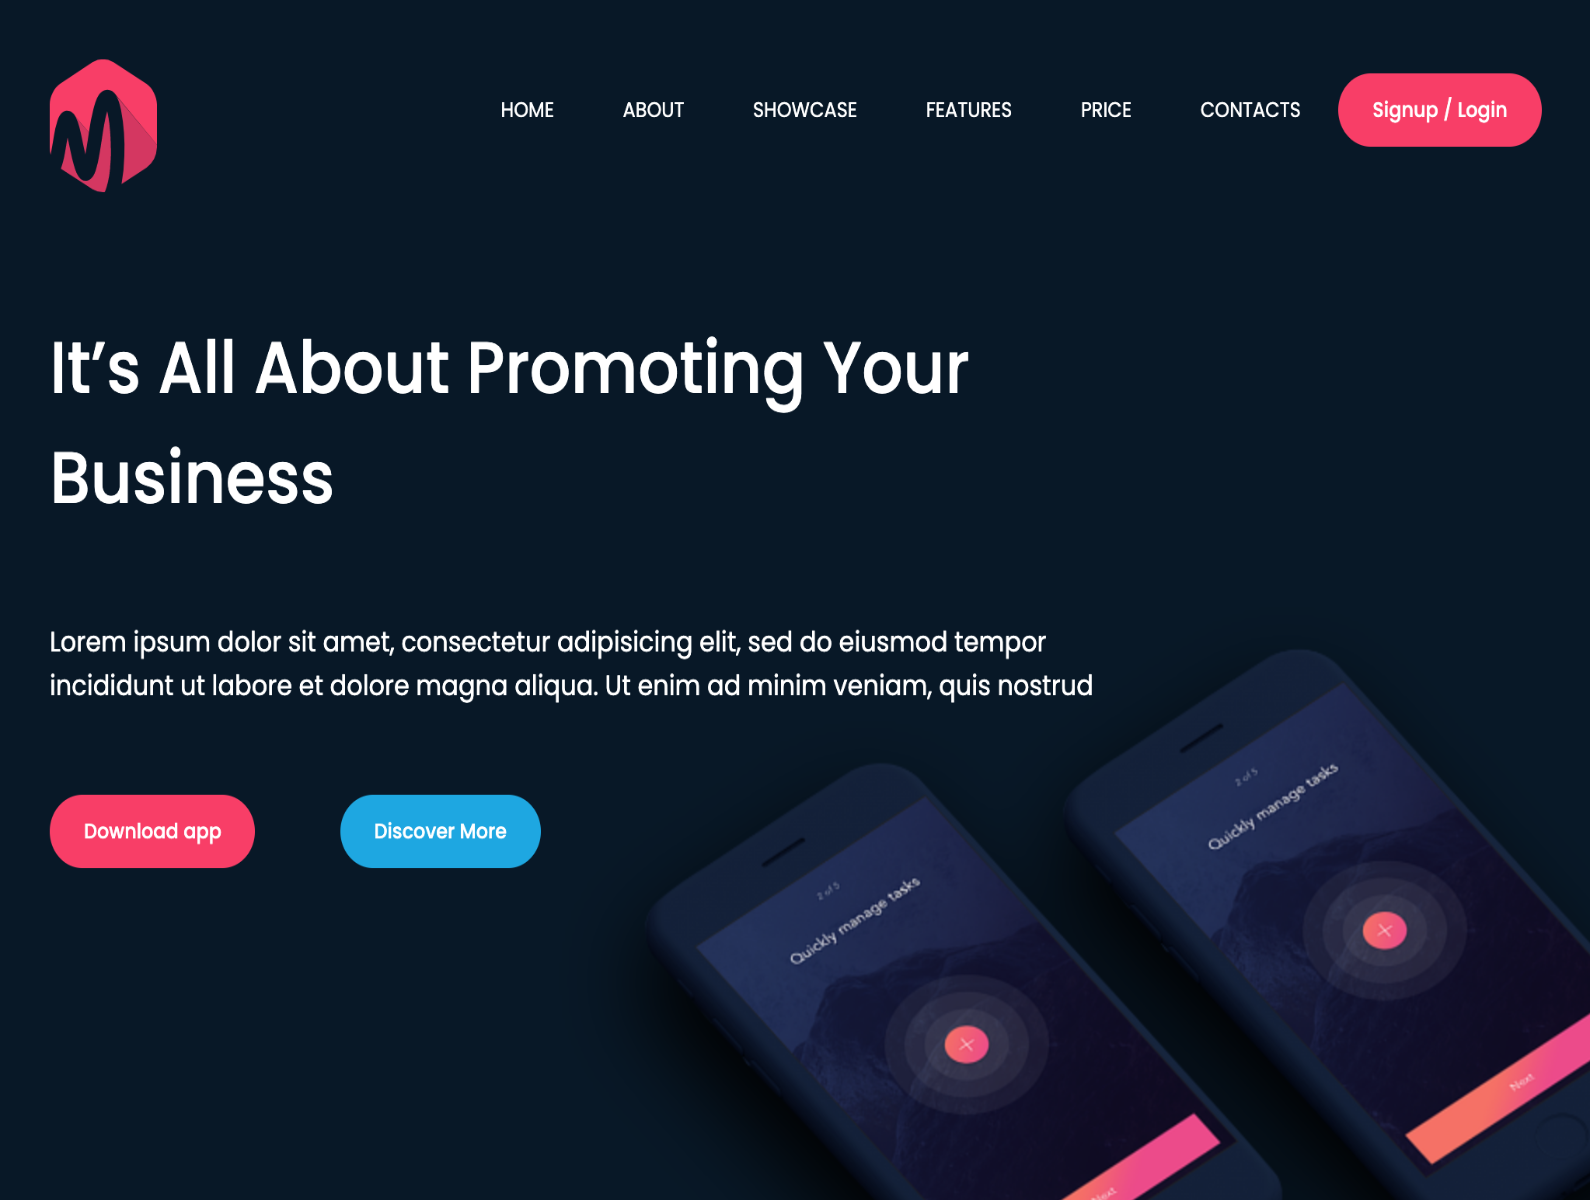 HOME ABOUT SHOWCASE FEATURES PRICE CONTACTS Signup / Login
It’s All About Promoting Your
Business
Lorem ipsum dolor sit amet, consectetur adipisicing elit, sed do eiusmod tempor
incididunt ut labore et dolore magna aliqua. Ut enim ad minim veniam, quis nostrud
Download app Discover More
2 of 5
Quickly manage tasks
Next
2 of 5
Quickly manage tasks
Next